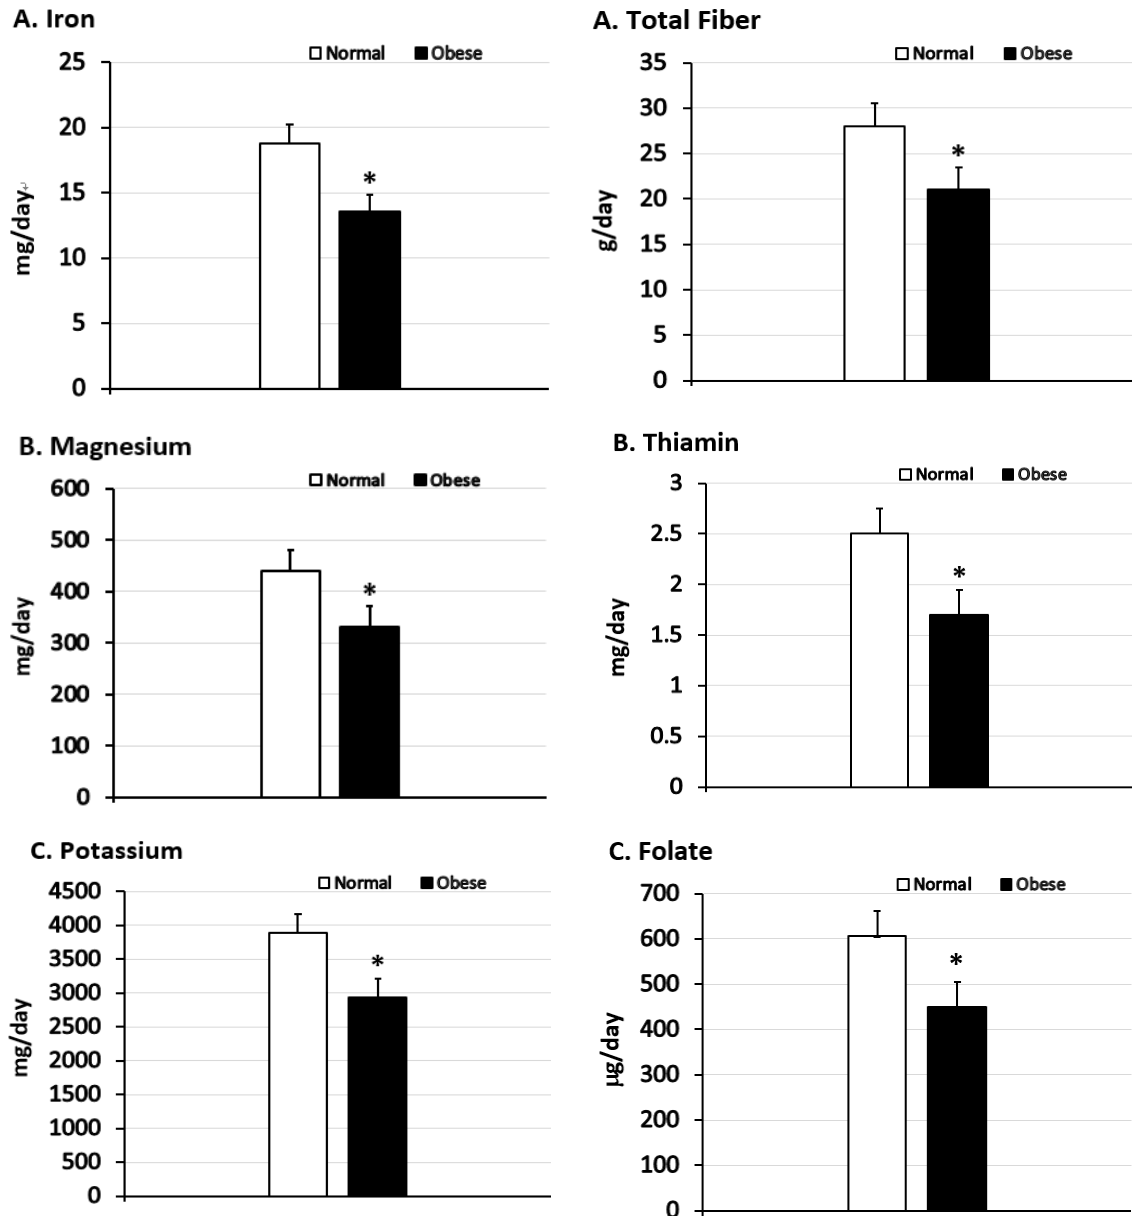 A. Iron
Normal Obese
25
20
15
10
5
0
mg/day
*
A. Total Fiber
Normal Obese
35
30
25
20
15
10
5
0
g/day
*
B. Magnesium
Normal Obese
600
500
400
300
200
100
0
mg/day
*
B. Thiamin
Normal Obese
3
2.5
2
1.5
1
0.5
0
mg/day
*
C. Potassium
Normal Obese
4500
4000
3500
3000
2500
2000
1500
1000
500
0
mg/day
*
C. Folate
Normal Obese
700
600
500
400
300
200
100
0
µg/day
*